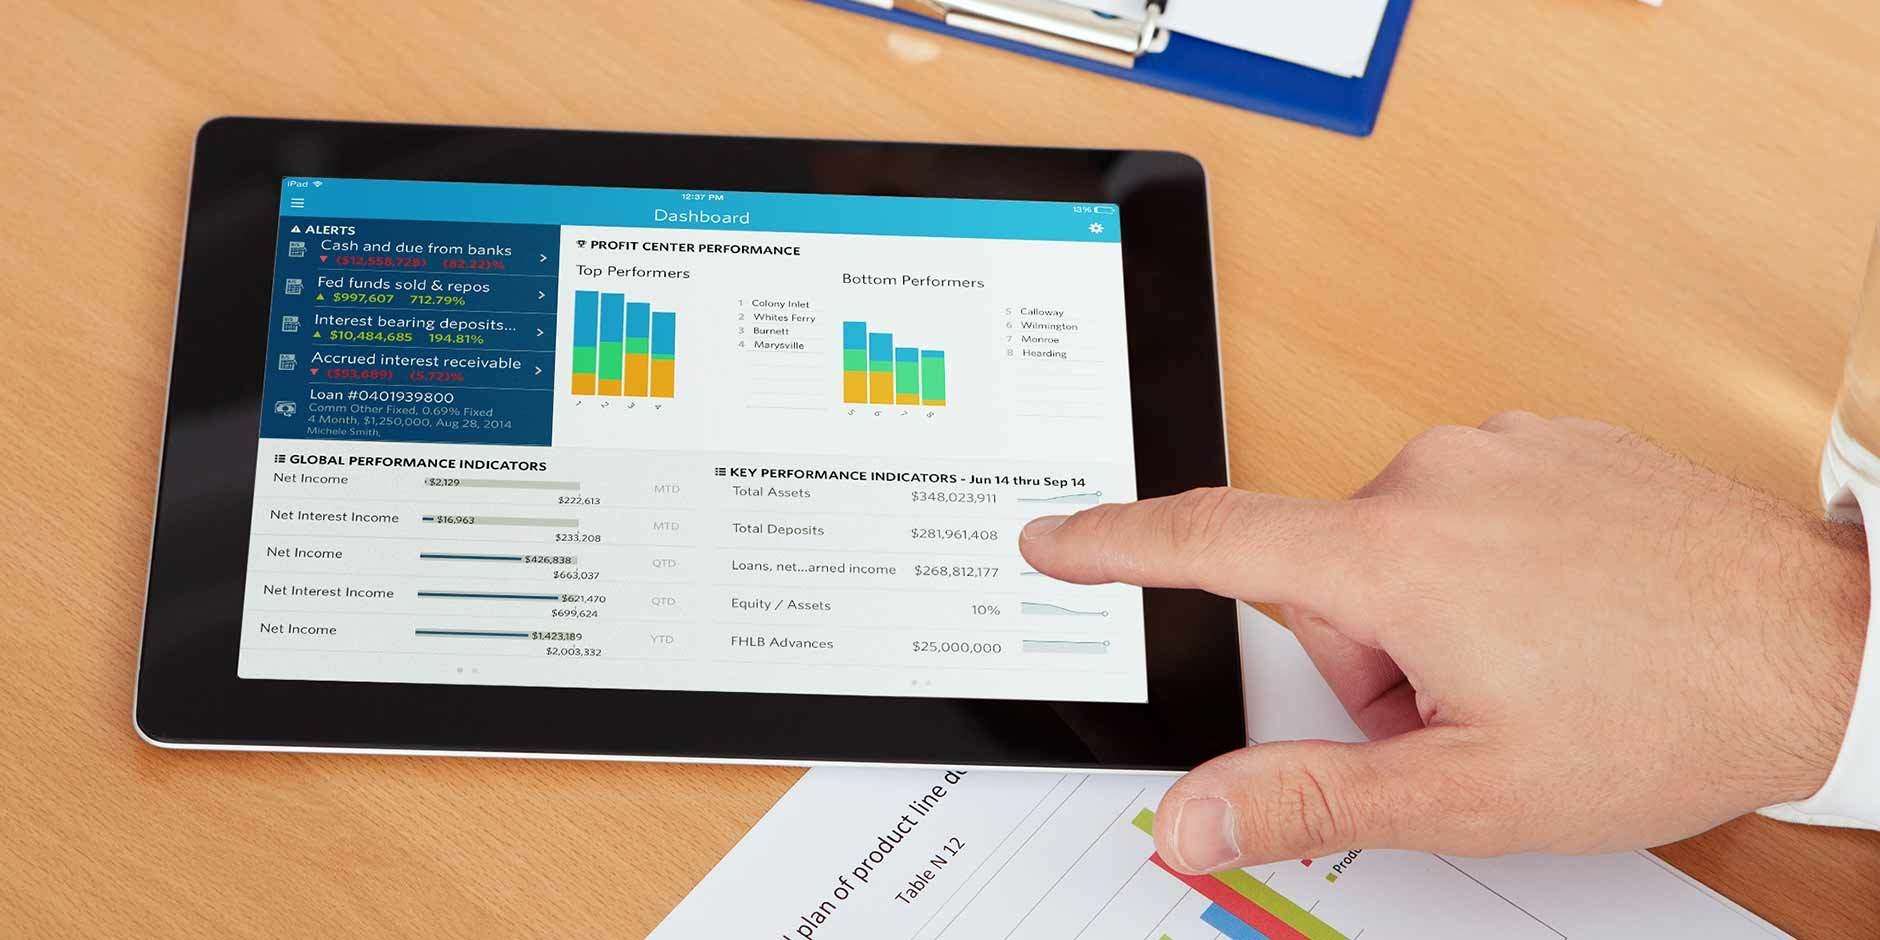 iPad
12:37 PM
13%
Dashboard
ALERTS
Cash and due from banks
($12,558,728) (82.22)%
Fed funds sold & repos
$997,607 712.79%
Interest bearing deposits...
$10,484,685 194.81%
Accrued interest receivable
($53,689) (5.72)%
Loan #0401939800
Comm Other Fixed, 0.69% Fixed
4 Month, $1,250,000, Aug 28, 2014
Michele Smith,
PROFIT CENTER PERFORMANCE
Top Performers
1 Colony Inlet
2 Whites Ferry
3 Burnett
4 Marysville
1 2 3 4
Bottom Performers
5 Calloway
6 Wilmington
7 Monroe
8 Hearding
5 6 7 8
GLOBAL PERFORMANCE INDICATORS
Net Income $2,129 MTD
$222,613
Net Interest Income $16,963 MTD
$233,208
Net Income $426,838 QTD
$663,037
Net Interest Income $621,470 QTD
$699,624
Net Income $1,423,189 YTD
$2,003,332
KEY PERFORMANCE INDICATORS - Jun 14 thru Sep 14
Total Assets $348,023,911
Total Deposits $281,961,408
Loans, net...arned income $268,812,177
Equity / Assets 10%
FHLB Advances $25,000,000
plan of product line
Table N 12